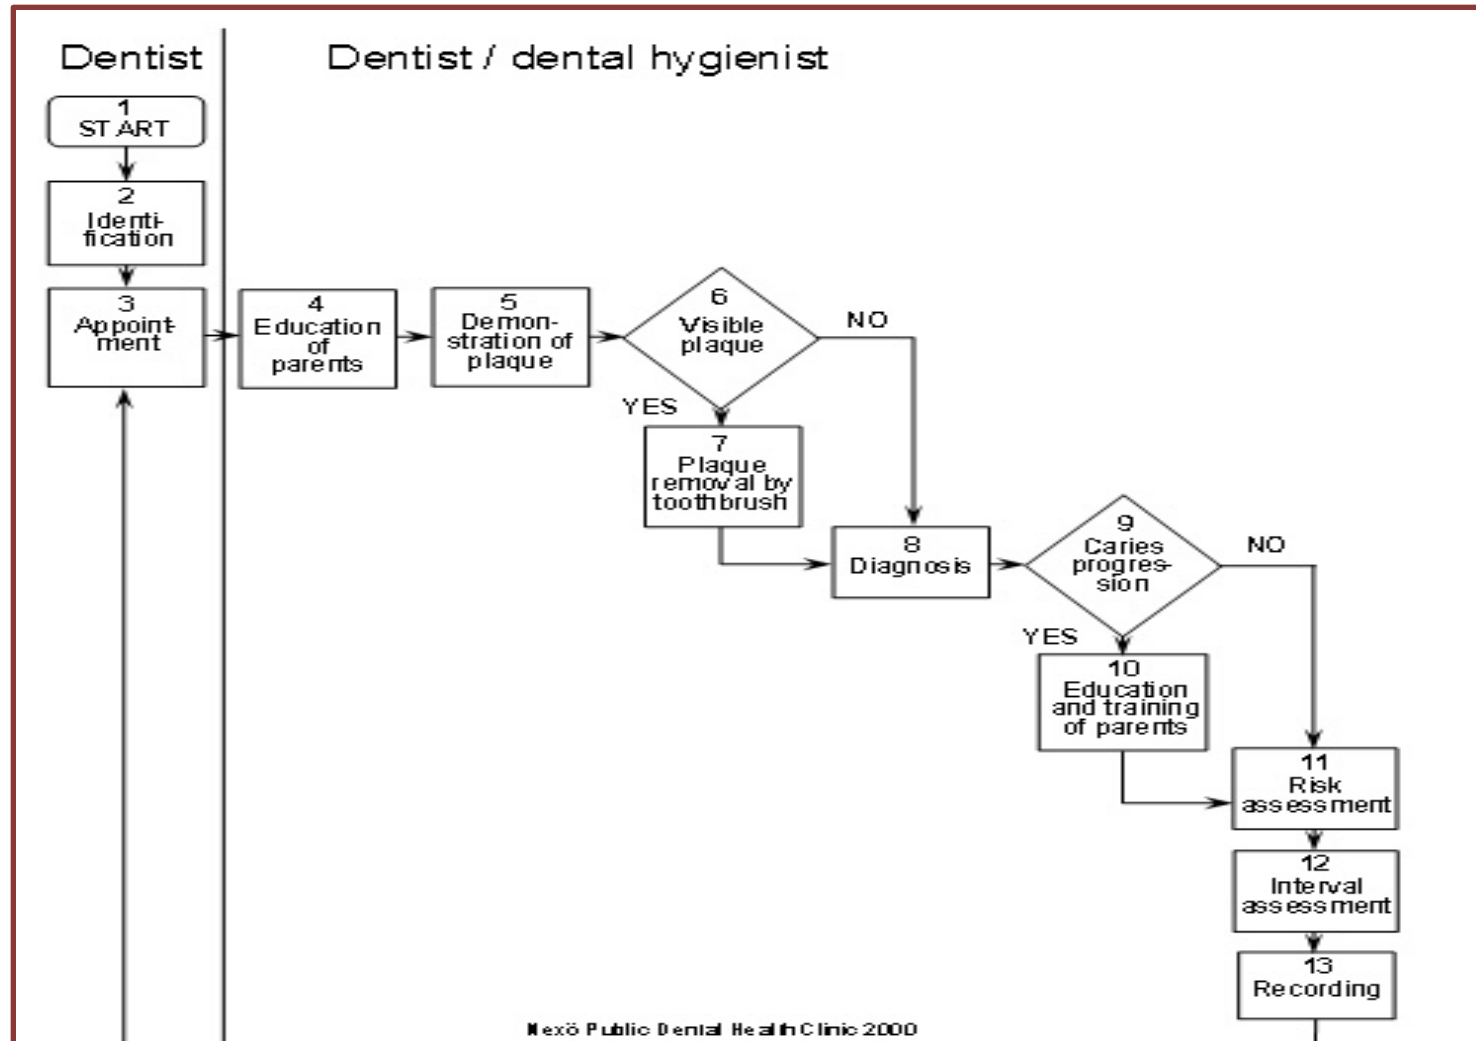 Dentist
Dentist / dental hygienist
1
START
2
Identi-
fication
3
Appoint-
ment
4
Education
of
parents
5
Demon-
stration of
plaque
6
Visible
plaque
NO
YES
7
Plaque
removal by
toothbrush
8
Diagnosis
9
Caries
progres-
sion
NO
YES
10
Education
and training
of parents
11
Risk
assessment
12
Interval
assessment
13
Recording
Nexö Public Dental Health Clinic 2000